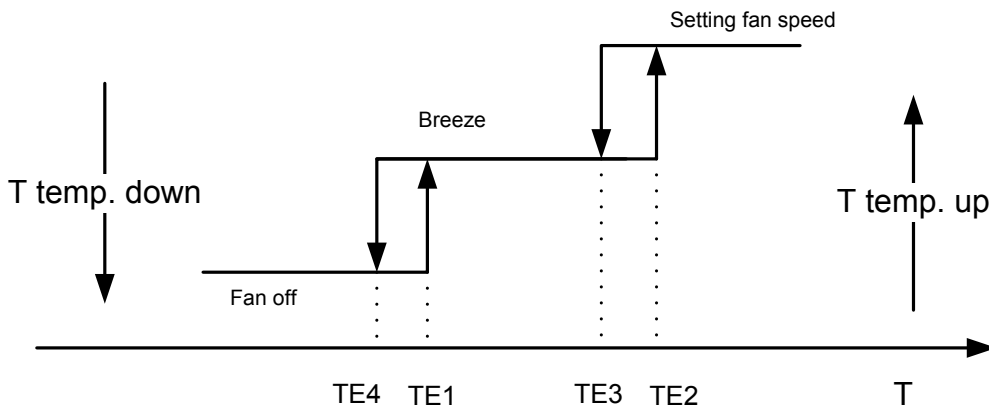 Setting fan speed
Breeze
T temp. down
T temp. up
Fan off
TE4 TE1 TE3 TE2 T